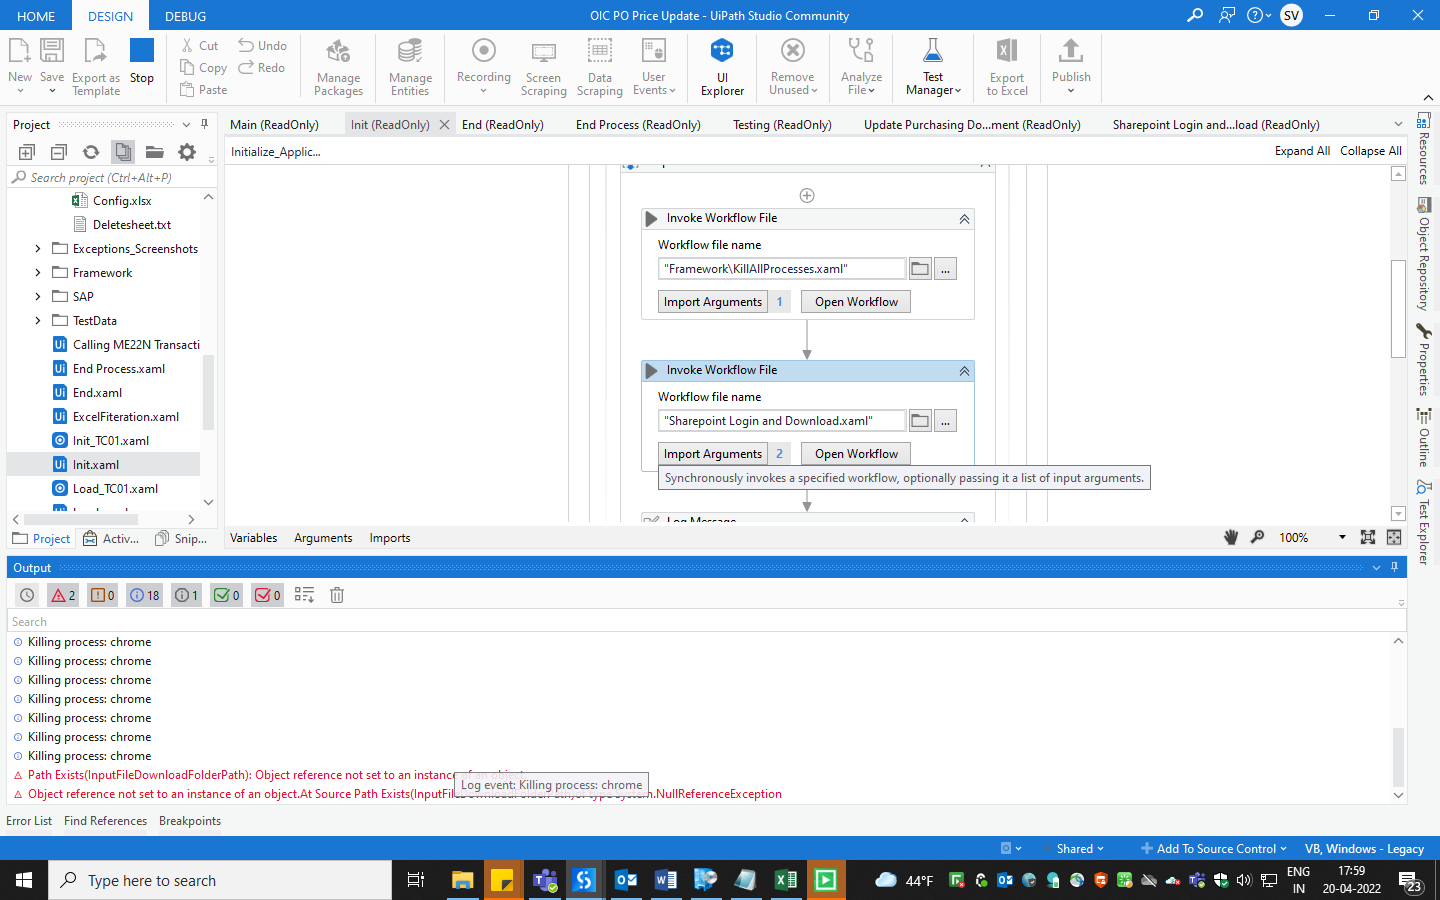 HOME DESIGN DEBUG OIC PO Price Update - UiPath Studio Community SV
New Save Export as Template Stop
Cut Undo
Copy Redo
Paste
Manage Packages Manage Entities Recording Screen Scraping Data Scraping User Events UI Explorer Remove Unused Analyze File Test Manager Export to Excel Publish
Project
Main (ReadOnly) Init (ReadOnly) End (ReadOnly) End Process (ReadOnly) Testing (ReadOnly) Update Purchasing Do...ment (ReadOnly) Sharepoint Login and...load (ReadOnly)
Initialize_Applic... Expand All Collapse All
Search project (Ctrl+Alt+P)
Config.xlsx
Deletesheet.txt
Exceptions_Screenshots
Framework
SAP
TestData
Calling ME22N Transacti
End Process.xaml
End.xaml
ExcelFiteration.xaml
Init_TC01.xaml
Init.xaml
Load_TC01.xaml
Project Activ... Snip...
Invoke Workflow File
Workflow file name
"Framework\KillAllProcesses.xaml" ...
Import Arguments 1 Open Workflow
Invoke Workflow File
Workflow file name
"Sharepoint Login and Download.xaml" ...
Import Arguments 2 Open Workflow
Synchronously invokes a specified workflow, optionally passing it a list of input arguments.
Log Message
Variables Arguments Imports 100%
Resources
Object Repository
Properties
Outline
Test Explorer
Output
2 0 18 1 0 0
Search
Killing process: chrome
Killing process: chrome
Killing process: chrome
Killing process: chrome
Killing process: chrome
Killing process: chrome
Killing process: chrome
Path Exists(InputFileDownloadFolderPath): Object reference not set to an instance of an object.
Log event: Killing process: chrome
Object reference not set to an instance of an object.At Source Path Exists(InputFileDownloadFolderPath)of type System.NullReferenceException
Error List Find References Breakpoints
Shared Add To Source Control VB, Windows - Legacy
Type here to search 44°F ENG IN 17:59 20-04-2022 23